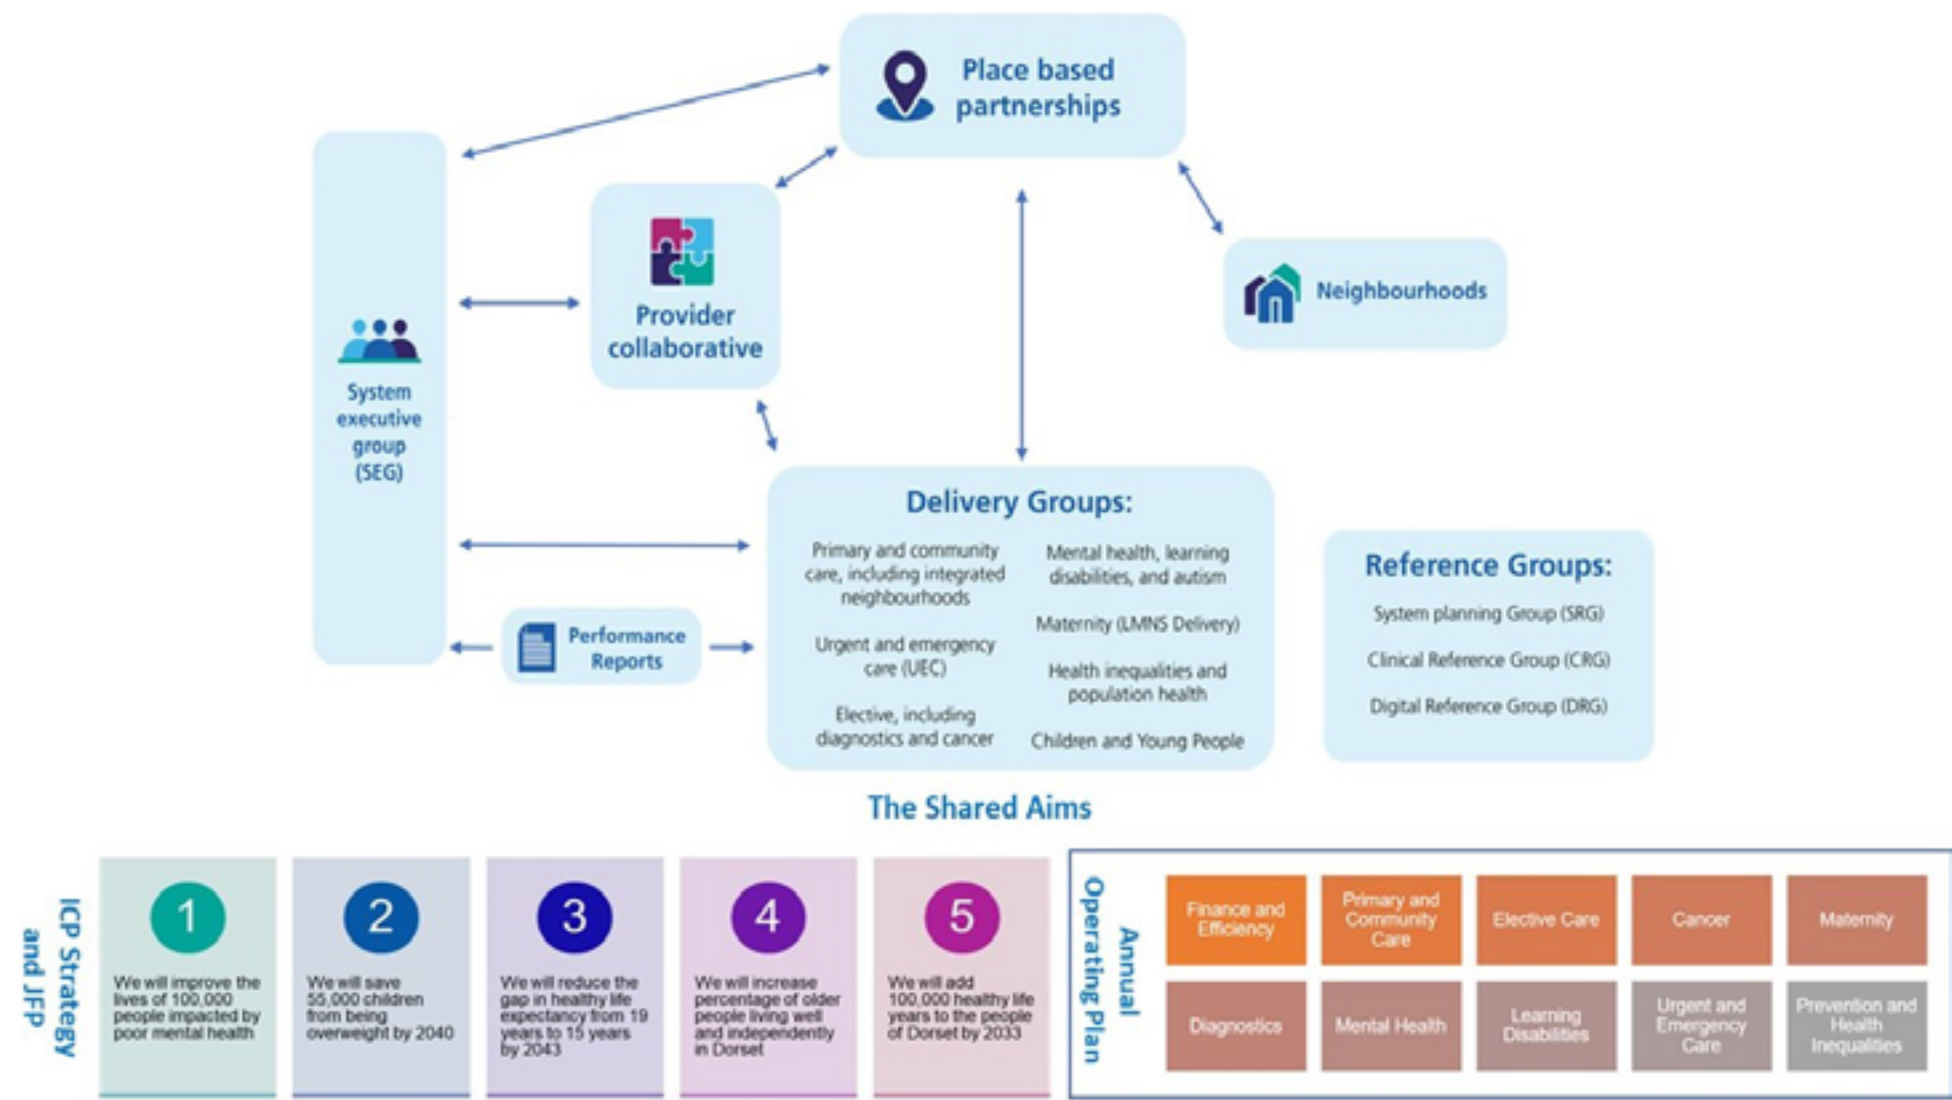 Place based
partnerships
Provider
collaborative
Neighbourhoods
System
executive
group
(SEG)
Performance
Reports
Delivery Groups:
Primary and community
care, including integrated
neighbourhoods
Urgent and emergency
care (UEC)
Elective, including
diagnostics and cancer
Mental health, learning
disabilities, and autism
Maternity (LMNS Delivery)
Health inequalities and
population health
Children and Young People
Reference Groups:
System planning Group (SRG)
Clinical Reference Group (CRG)
Digital Reference Group (DRG)
The Shared Aims
ICP Strategy
and JFP
1
We will improve the
lives of 100,000
people impacted by
poor mental health
2
We will save
55,000 children
from being
overweight by 2040
3
We will reduce the
gap in healthy life
expectancy from 19
years to 15 years
by 2043
4
We will increase
percentage of older
people living well
and independently
in Dorset
5
We will add
100,000 healthy life
years to the people
of Dorset by 2033
Annual
Operating Plan
Finance and
Efficiency
Primary and
Community
Care
Elective Care
Cancer
Maternity
Diagnostics
Mental Health
Learning
Disabilities
Urgent and
Emergency
Care
Prevention and
Health
Inequalities